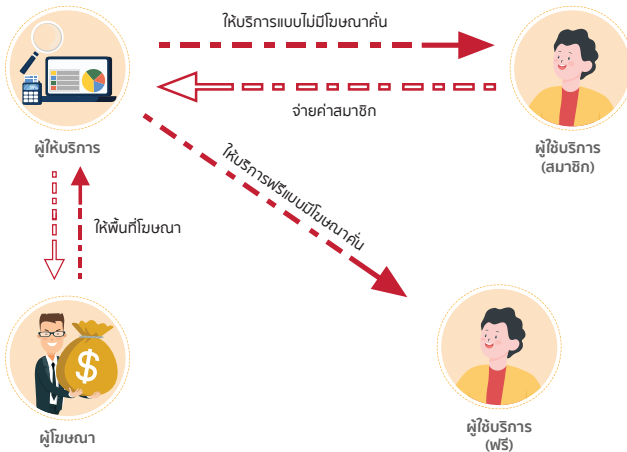 ให้บริการแบบไม่มีโฆษณาคั่น
จ่ายค่าสมาชิก
ผู้ให้บริการ
ผู้ใช้บริการ
(สมาชิก)
ให้บริการฟรีแบบมีโฆษณาคั่น
ให้พื้นที่โฆษณา
$
ผู้โฆษณา
ผู้ใช้บริการ
(ฟรี)